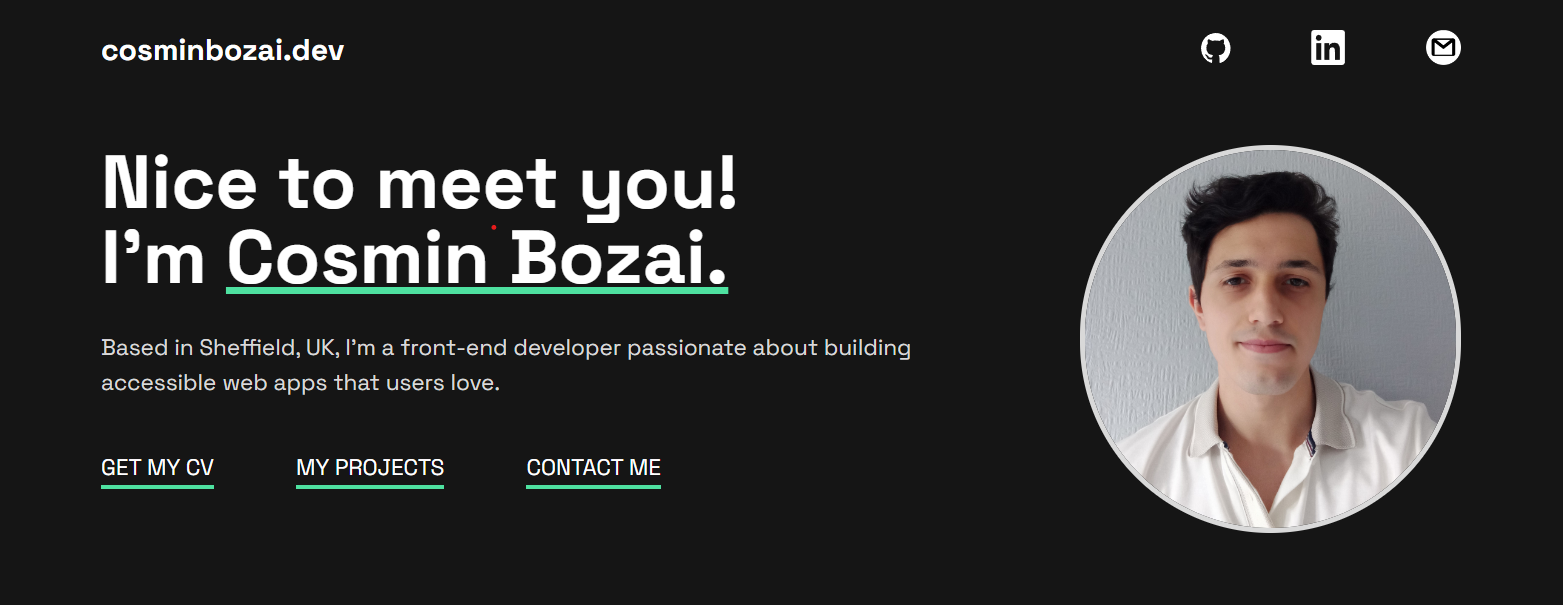 cosminbozai.dev
in
Nice to meet you!
I’m Cosmin Bozai.
Based in Sheffield, UK, I’m a front-end developer passionate about building
accessible web apps that users love.
GET MY CV MY PROJECTS CONTACT ME